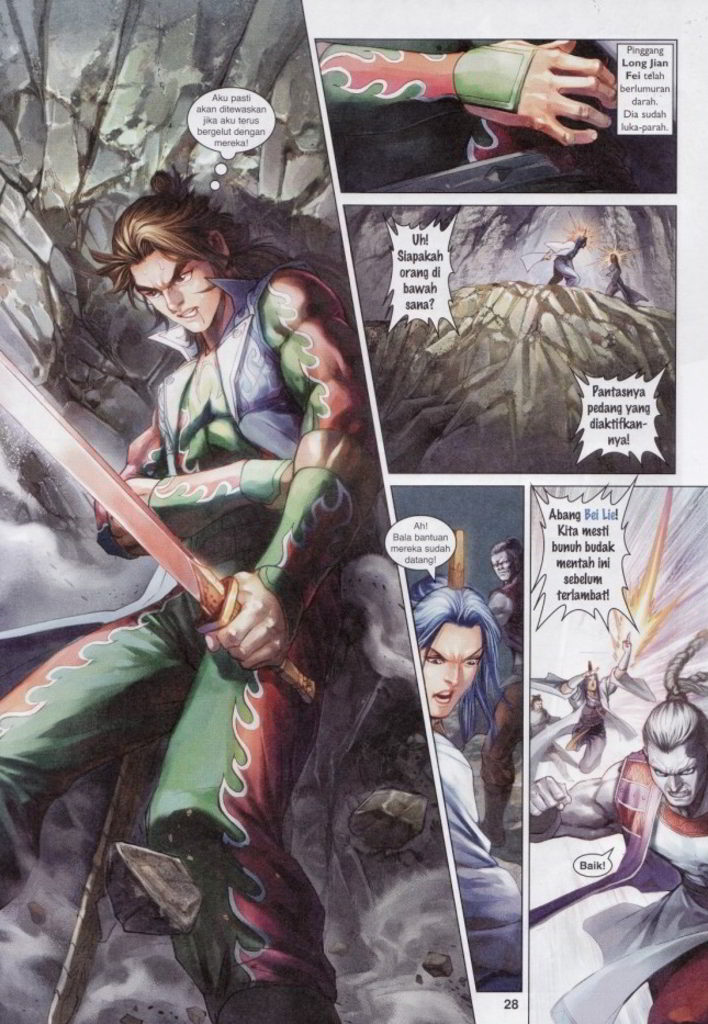 Aku pasti
akan ditewaskan
jika aku terus
bergelut dengan
mereka!
Pinggang
Long Jian
Fei telah
berlumuran
darah.
Dia sudah
luka-parah.
Uh!
Siapakah
orang di
bawah
sana?
Pantasnya
pedang yang
diaktifkan-
nya!
Ah!
Bala bantuan
mereka sudah
datang!
Abang Bei Lie!
Kita mesti
bunuh budak
mentah ini
sebelum
terlambat!
Baik!
28